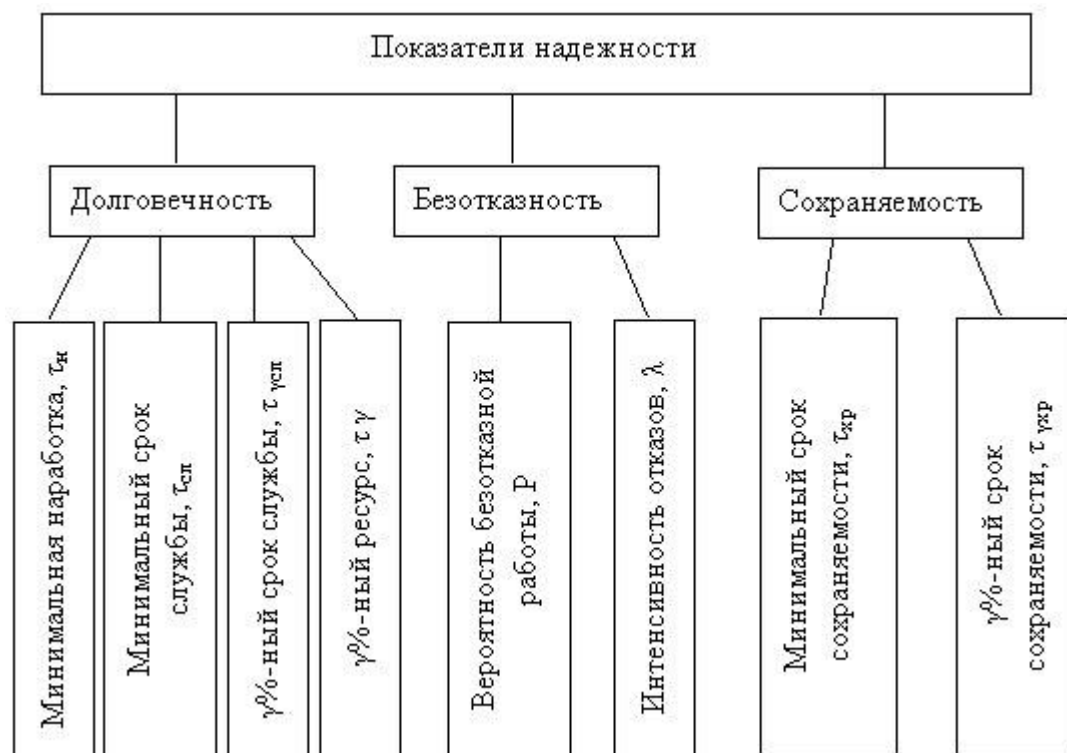 Показатели надежности
Долговечность
Безотказность
Сохраняемость
Минимальная наработка, τн
Минимальный срок
службы, τсл
γ%-ный срок службы, τ γсл
γ%-ный ресурс, τ γ
Вероятность безотказной
работы, P
Интенсивность отказов, λ
Минимальный срок
сохраняемости, τхр
γ%-ный срок
сохраняемости, τ γхр